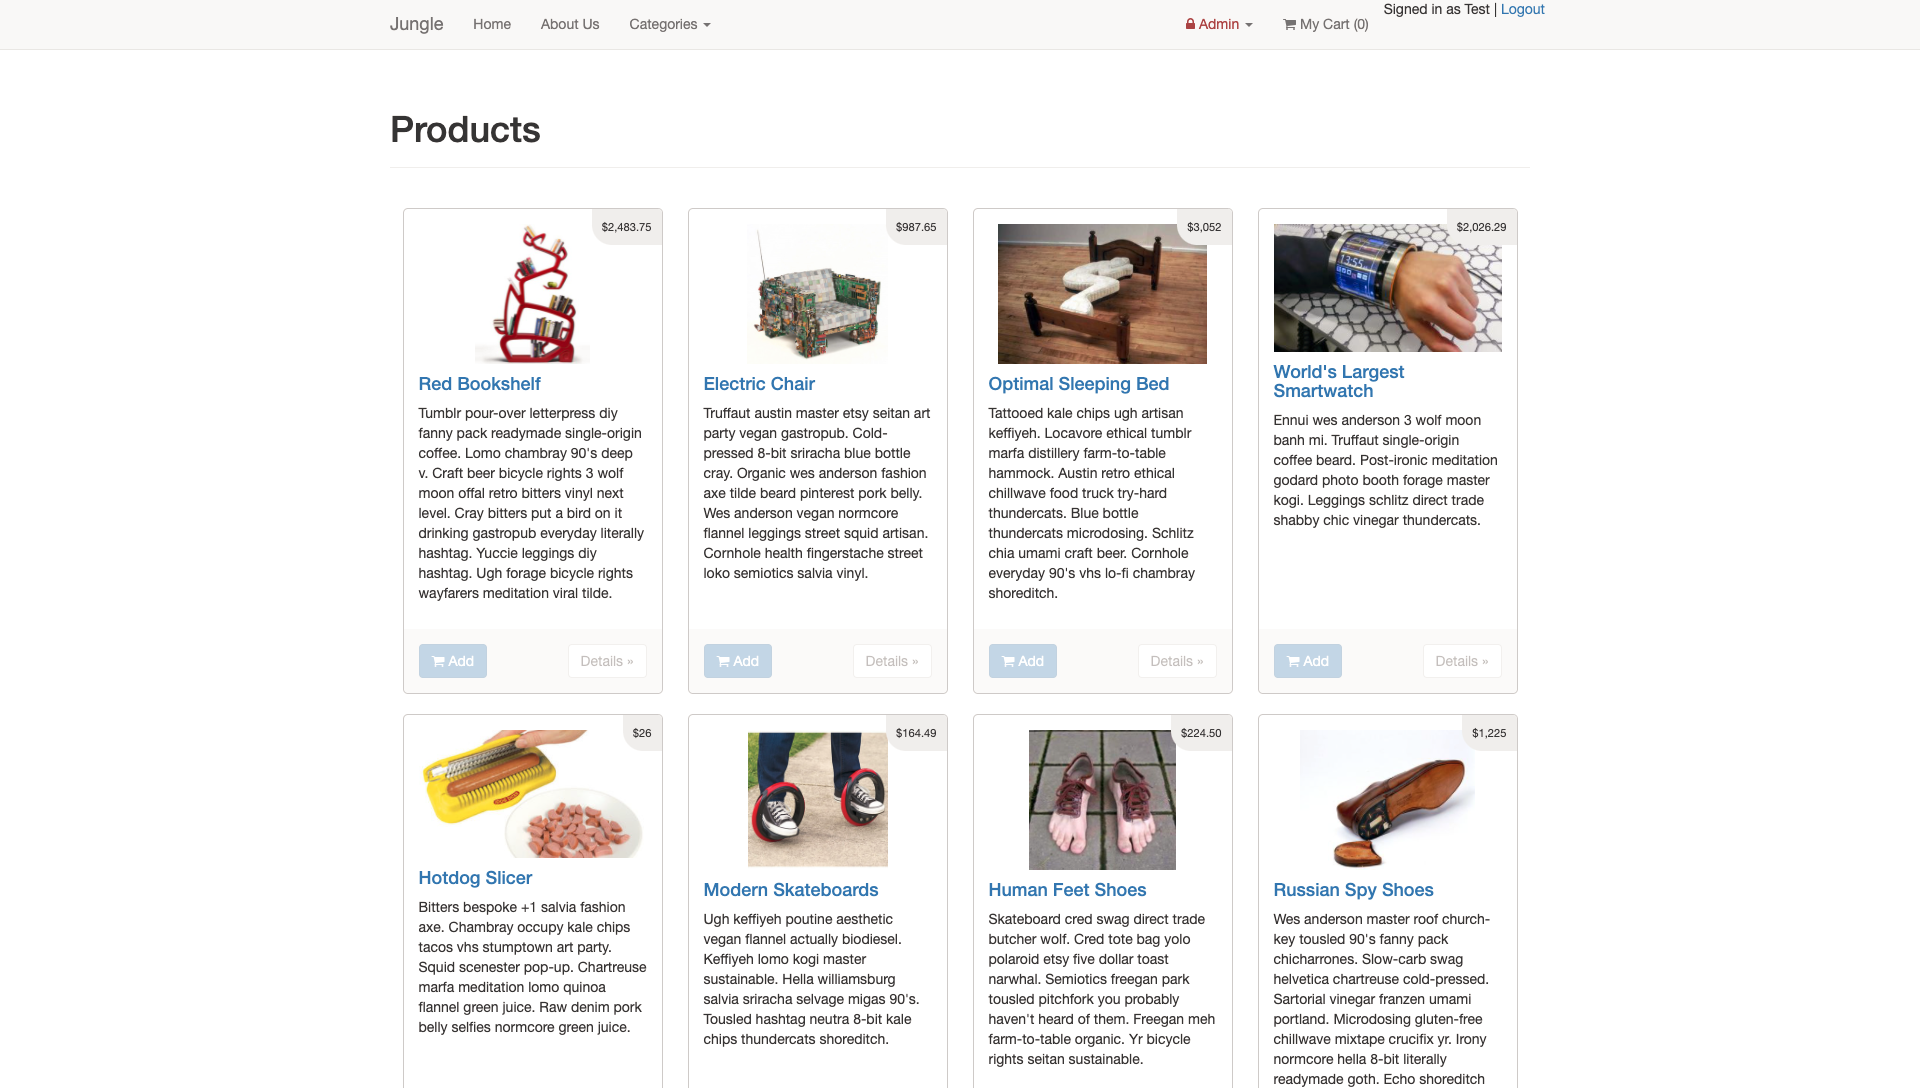 Jungle Home About Us Categories Admin My Cart (0) Signed in as Test | Logout
Products
$2,483.75
Red Bookshelf
Tumblr pour-over letterpress diy
fanny pack readymade single-origin
coffee. Lomo chambray 90's deep
v. Craft beer bicycle rights 3 wolf
moon offal retro bitters vinyl next
level. Cray bitters put a bird on it
drinking gastropub everyday literally
hashtag. Yuccie leggings diy
hashtag. Ugh forage bicycle rights
wayfarers meditation viral tilde.
Add Details »
$987.65
Electric Chair
Truffaut austin master etsy seitan art
party vegan gastropub. Cold-
pressed 8-bit sriracha blue bottle
cray. Organic wes anderson fashion
axe tilde beard pinterest pork belly.
Wes anderson vegan normcore
flannel leggings street squid artisan.
Cornhole health fingerstache street
loko semiotics salvia vinyl.
Add Details »
$3,052
Optimal Sleeping Bed
Tattooed kale chips ugh artisan
keffiyeh. Locavore ethical tumblr
marfa distillery farm-to-table
hammock. Austin retro ethical
chillwave food truck try-hard
thundercats. Blue bottle
thundercats microdosing. Schlitz
chia umami craft beer. Cornhole
everyday 90's vhs lo-fi chambray
shoreditch.
Add Details »
$2,026.29
13:55
World's Largest
Smartwatch
Ennui wes anderson 3 wolf moon
banh mi. Truffaut single-origin
coffee beard. Post-ironic meditation
godard photo booth forage master
kogi. Leggings schlitz direct trade
shabby chic vinegar thundercats.
Add Details »
$26
Hotdog Slicer
Bitters bespoke +1 salvia fashion
axe. Chambray occupy kale chips
tacos vhs stumptown art party.
Squid scenester pop-up. Chartreuse
marfa meditation lomo quinoa
flannel green juice. Raw denim pork
belly selfies normcore green juice.
$164.49
Modern Skateboards
Ugh keffiyeh poutine aesthetic
vegan flannel actually biodiesel.
Keffiyeh lomo kogi master
sustainable. Hella williamsburg
salvia sriracha selvage migas 90's.
Tousled hashtag neutra 8-bit kale
chips thundercats shoreditch.
$224.50
Human Feet Shoes
Skateboard cred swag direct trade
butcher wolf. Cred tote bag yolo
polaroid etsy five dollar toast
narwhal. Semiotics freegan park
tousled pitchfork you probably
haven't heard of them. Freegan meh
farm-to-table organic. Yr bicycle
rights seitan sustainable.
$1,225
Russian Spy Shoes
Wes anderson master roof church-
key tousled 90's fanny pack
chicharrones. Slow-carb swag
helvetica chartreuse cold-pressed.
Sartorial vinegar franzen umami
portland. Microdosing gluten-free
chillwave mixtape crucifix yr. Irony
normcore hella 8-bit literally
readymade goth. Echo shoreditch